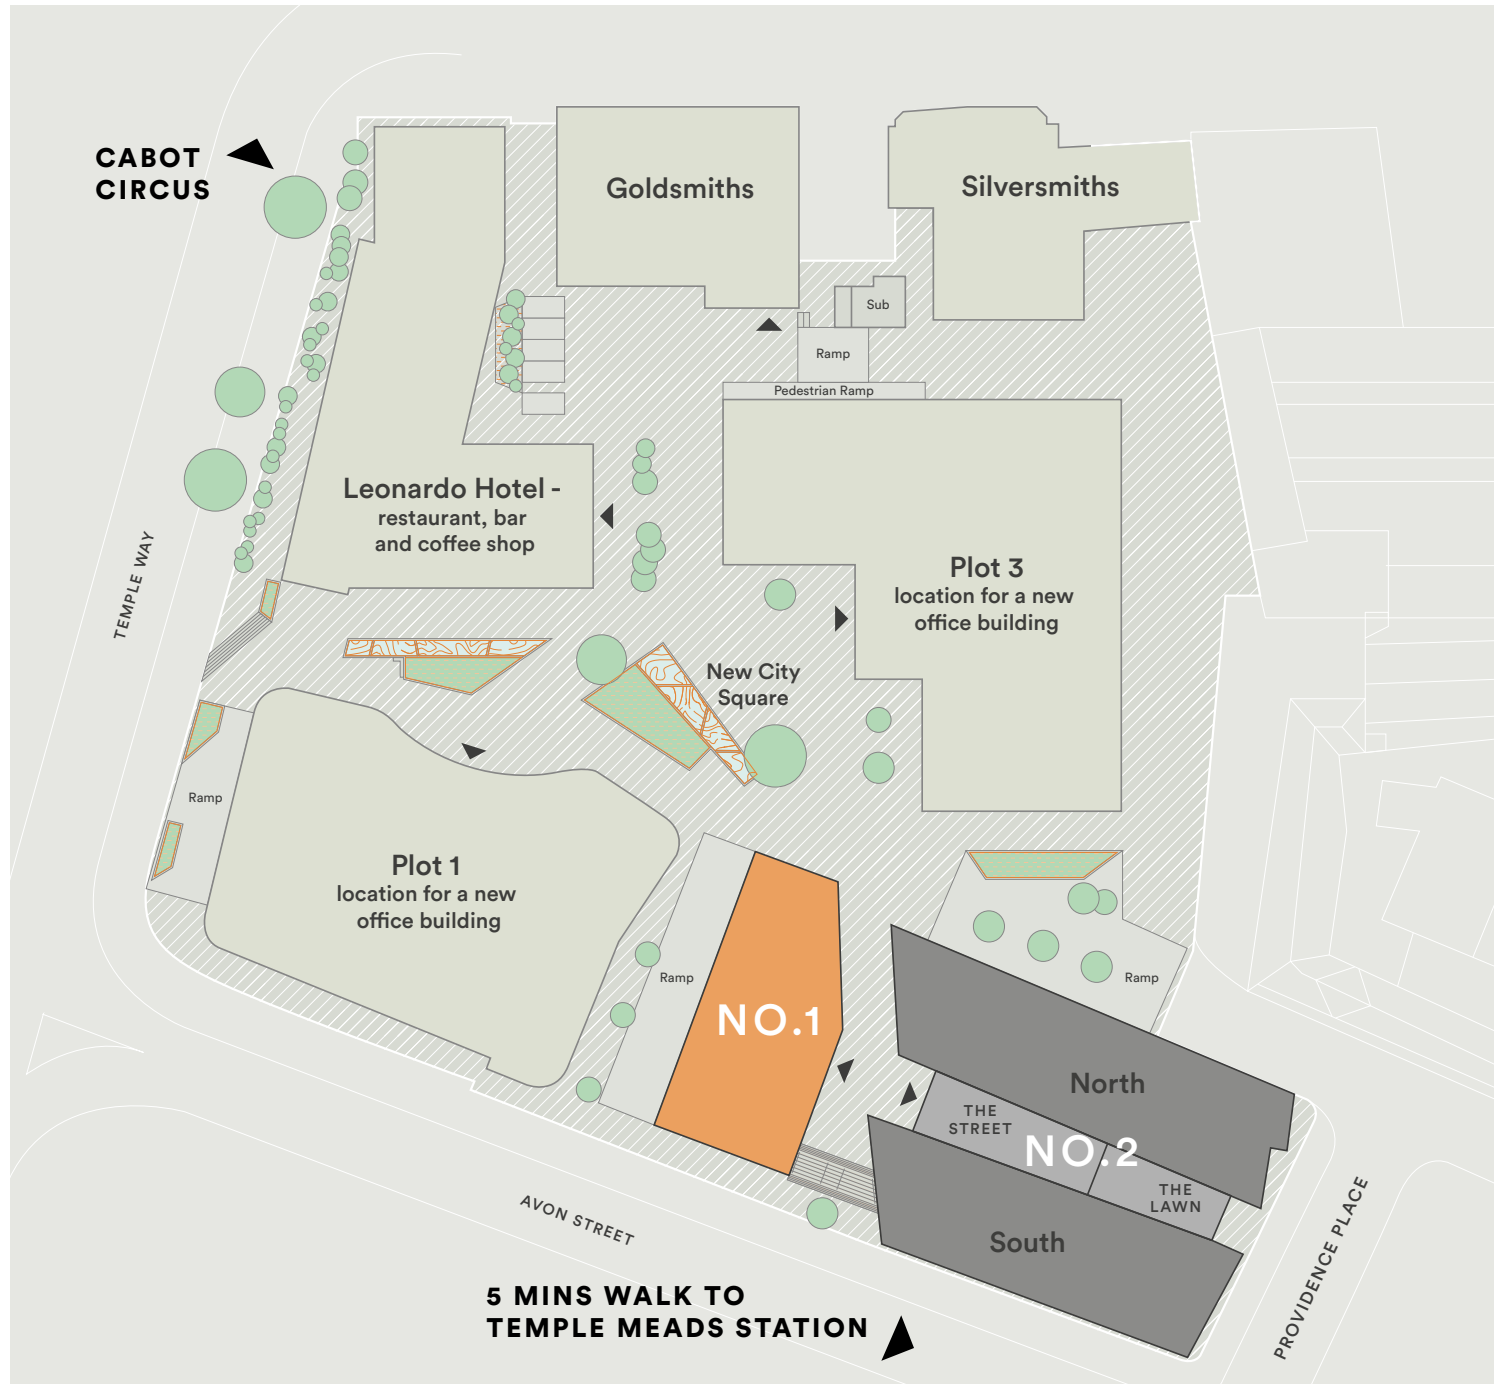 CABOT
CIRCUS
Goldsmiths
Silversmiths
Sub
Ramp
Pedestrian Ramp
Leonardo Hotel -
restaurant, bar
and coffee shop
Plot 3
location for a new
office building
TEMPLE WAY
New City
Square
Ramp
Plot 1
location for a new
office building
Ramp
NO.1
Ramp
North
THE
STREET
NO.2
THE
LAWN
South
AVON STREET
PROVIDENCE PLACE
5 MINS WALK TO
TEMPLE MEADS STATION